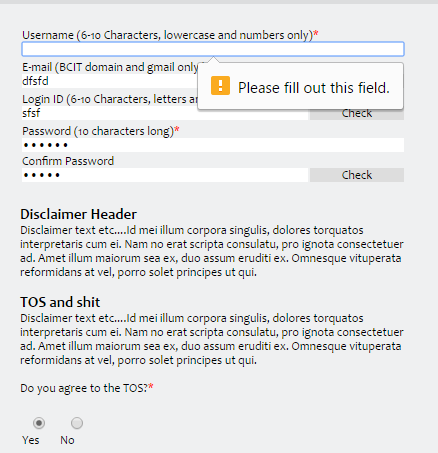 Username (6-10 Characters, lowercase and numbers only)*
E-mail (BCIT domain and gmail only
dfsfd
! Please fill out this field.
Login ID (6-10 Characters, letters an
sfsf
Check
Password (10 characters long)*
••••••
Confirm Password
•••••
Check
Disclaimer Header
Disclaimer text etc....Id mei illum corpora singulis, dolores torquatos
interpretaris cum ei. Nam no erat scripta consulatu, pro ignota consectetuer
ad. Amet illum maiorum sea ex, duo assum eruditi ex. Omnesque vituperata
reformidans at vel, porro solet principes ut qui.
TOS and shit
Disclaimer text etc....Id mei illum corpora singulis, dolores torquatos
interpretaris cum ei. Nam no erat scripta consulatu, pro ignota consectetuer
ad. Amet illum maiorum sea ex, duo assum eruditi ex. Omnesque vituperata
reformidans at vel, porro solet principes ut qui.
Do you agree to the TOS?*
Yes No